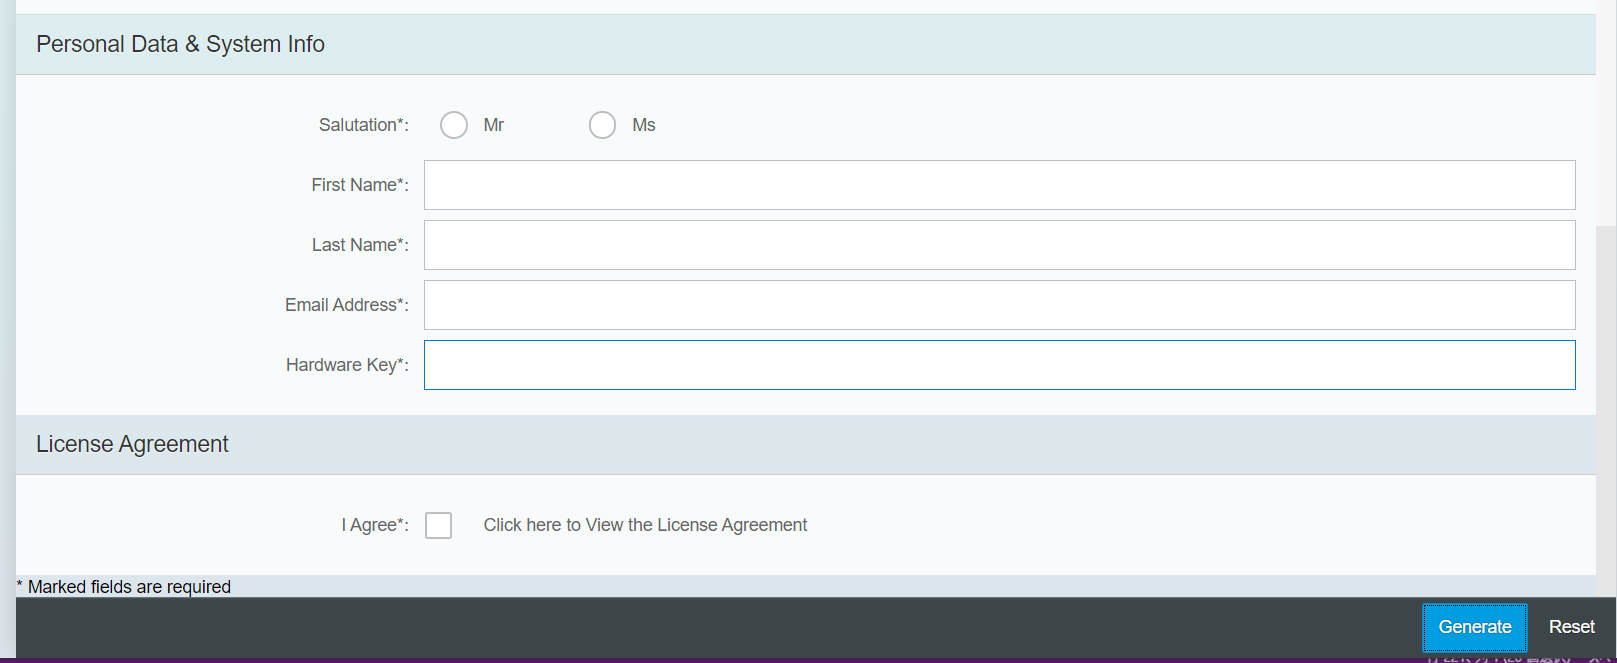 Personal Data & System Info
Salutation*: Mr Ms
First Name*:
Last Name*:
Email Address*:
Hardware Key*:
License Agreement
I Agree*: Click here to View the License Agreement
* Marked fields are required
Generate Reset